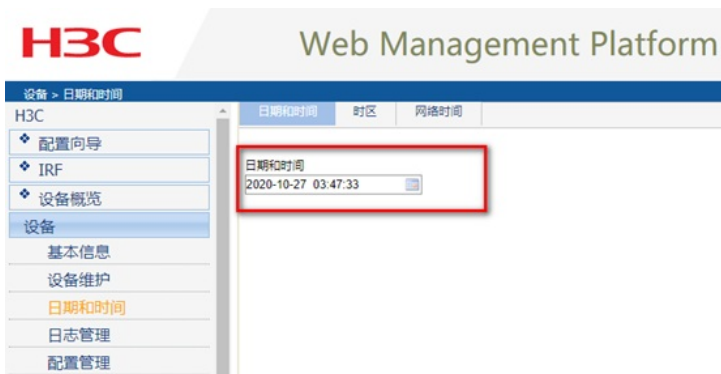 H3C
Web Management Platform
设备 > 日期和时间
H3C
配置向导
IRF
设备概览
设备
基本信息
设备维护
日期和时间
日志管理
配置管理
日期和时间 时区 网络时间
日期和时间
2020-10-27 03:47:33